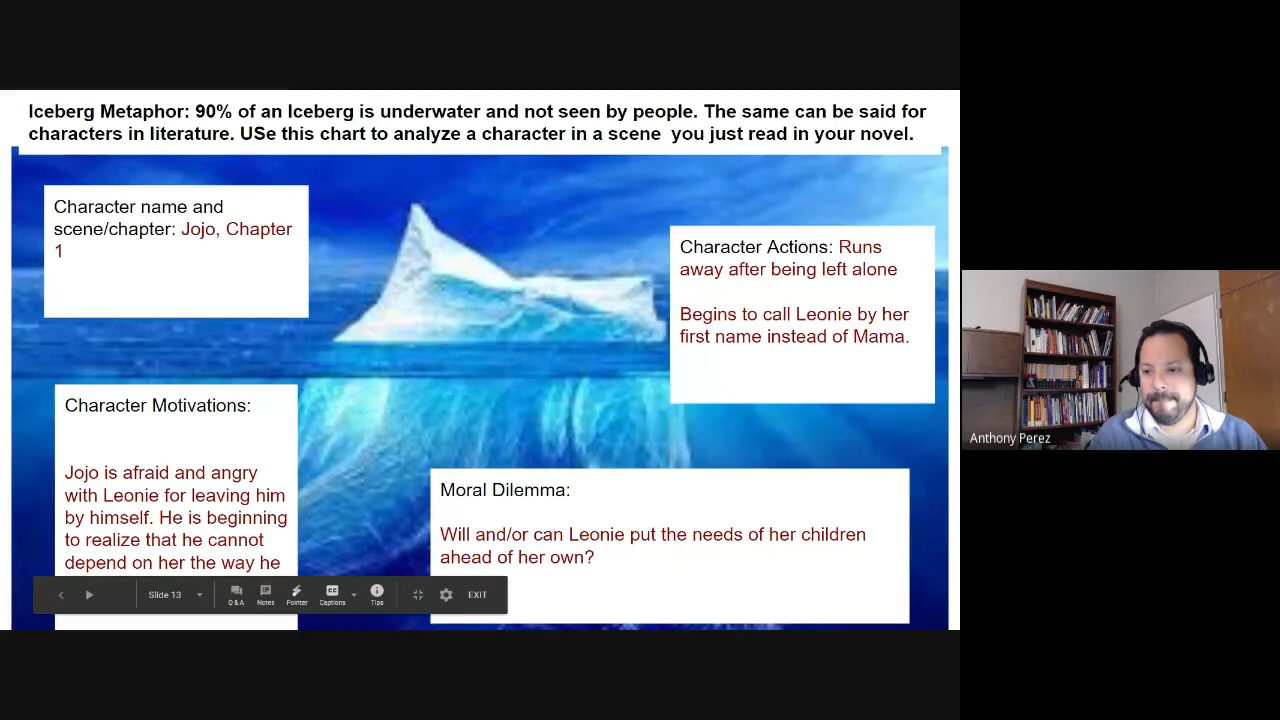 Iceberg Metaphor: 90% of an Iceberg is underwater and not seen by people. The same can be said for
characters in literature. USe this chart to analyze a character in a scene you just read in your novel.
Character name and
scene/chapter: Jojo, Chapter
1
Character Actions: Runs
away after being left alone
Begins to call Leonie by her
first name instead of Mama.
Character Motivations:
Jojo is afraid and angry
with Leonie for leaving him
by himself. He is beginning
to realize that he cannot
depend on her the way he
Moral Dilemma:
Will and/or can Leonie put the needs of her children
ahead of her own?
Slide 13
Q & A
Notes
Pointer
Captions
Tips
EXIT
Anthony Perez